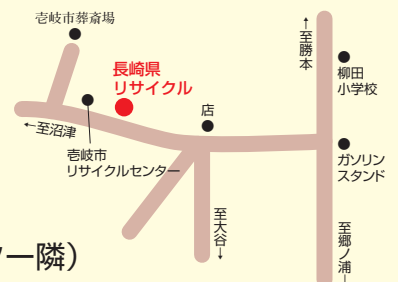 壱岐市葬斎場
↑至勝本
長崎県
リサイクル
柳田
小学校
←至沼津
店
壱岐市
リサイクルセンター
ガソリン
スタンド
至大谷↓
至郷ノ浦
ー隣）